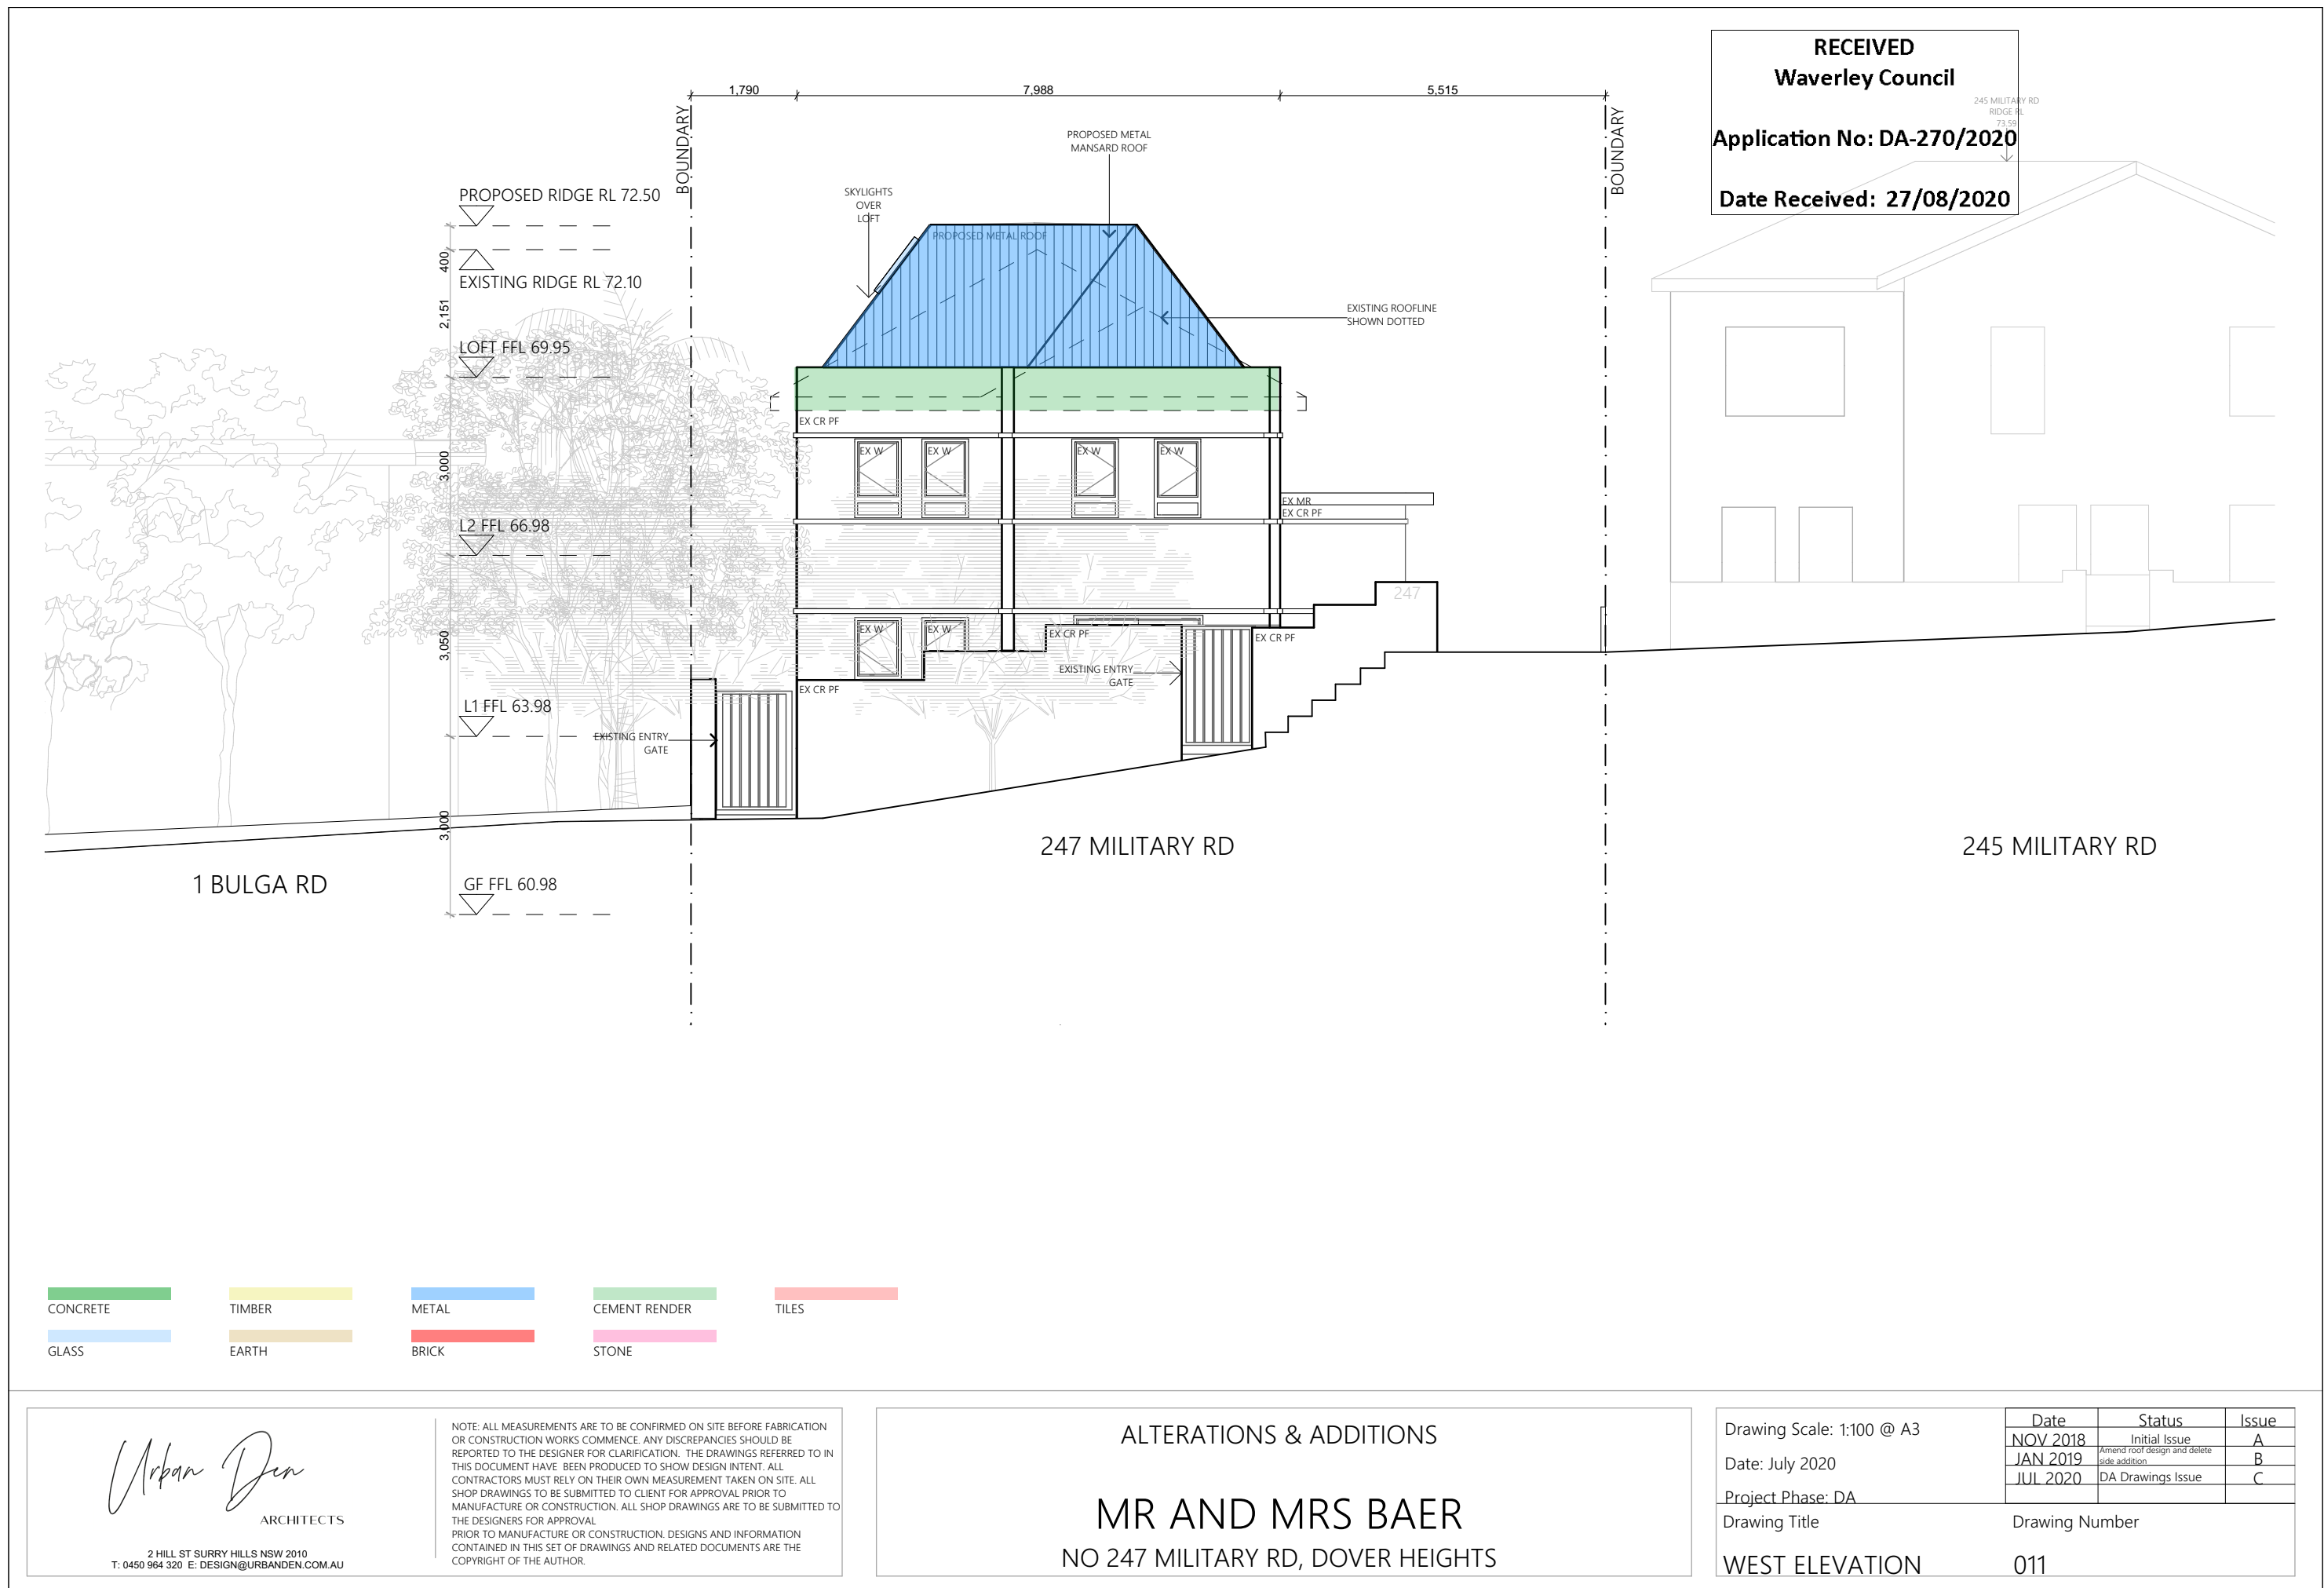 RECEIVED
Waverley Council
Application No: DA-270/2020
Date Received: 27/08/2020
245 MILITARY RD
RIDGE RL
73.59
1,790
7,988
5,515
BOUNDARY
BOUNDARY
PROPOSED METAL
MANSARD ROOF
SKYLIGHTS
OVER
LOFT
PROPOSED RIDGE RL 72.50
PROPOSED METAL ROOF
400
EXISTING RIDGE RL 72.10
2,151
EXISTING ROOFLINE
SHOWN DOTTED
LOFT FFL 69.95
EX CR PF
3,000
EX W
EX W
EX W
EX W
EX MR
EX CR PF
L2 FFL 66.98
247
3,050
EX W
EX W
EX CR PF
EX CR PF
EXISTING ENTRY
GATE
EX CR PF
L1 FFL 63.98
EXISTING ENTRY
GATE
3,000
247 MILITARY RD
245 MILITARY RD
1 BULGA RD
GF FFL 60.98
CONCRETE
TIMBER
METAL
CEMENT RENDER
TILES
GLASS
EARTH
BRICK
STONE
Urban Den
ARCHITECTS
2 HILL ST SURRY HILLS NSW 2010
T: 0450 964 320 E: DESIGN@URBANDEN.COM.AU
NOTE: ALL MEASUREMENTS ARE TO BE CONFIRMED ON SITE BEFORE FABRICATION
OR CONSTRUCTION WORKS COMMENCE. ANY DISCREPANCIES SHOULD BE
REPORTED TO THE DESIGNER FOR CLARIFICATION. THE DRAWINGS REFERRED TO IN
THIS DOCUMENT HAVE BEEN PRODUCED TO SHOW DESIGN INTENT. ALL
CONTRACTORS MUST RELY ON THEIR OWN MEASUREMENT TAKEN ON SITE. ALL
SHOP DRAWINGS TO BE SUBMITTED TO CLIENT FOR APPROVAL PRIOR TO
MANUFACTURE OR CONSTRUCTION. ALL SHOP DRAWINGS ARE TO BE SUBMITTED TO
THE DESIGNERS FOR APPROVAL
PRIOR TO MANUFACTURE OR CONSTRUCTION. DESIGNS AND INFORMATION
CONTAINED IN THIS SET OF DRAWINGS AND RELATED DOCUMENTS ARE THE
COPYRIGHT OF THE AUTHOR.
ALTERATIONS & ADDITIONS
MR AND MRS BAER
NO 247 MILITARY RD, DOVER HEIGHTS
Drawing Scale: 1:100 @ A3
Date: July 2020
Project Phase: DA
Date Status Issue
NOV 2018 Initial Issue A
JAN 2019 Amend roof design and delete
side addition B
JUL 2020 DA Drawings Issue C
Drawing Title
Drawing Number
WEST ELEVATION
011